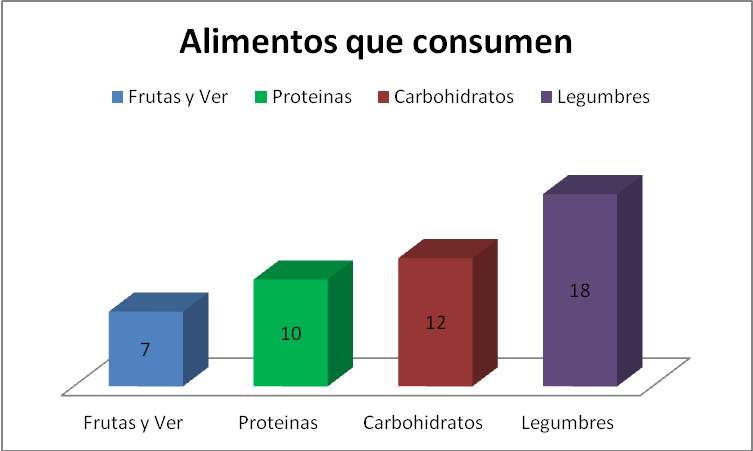 Alimentos que consumen
Frutas y Ver Proteinas Carbohidratos Legumbres
7 10 12 18
Frutas y Ver Proteinas Carbohidratos Legumbres